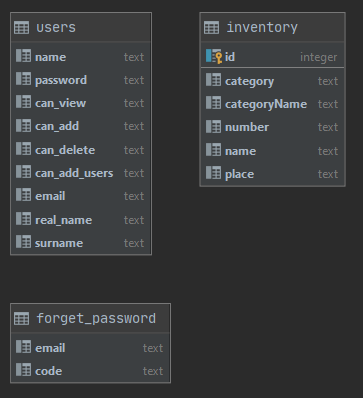 users
name text
password text
can_view text
can_add text
can_delete text
can_add_users text
email text
real_name text
surname text
inventory
id integer
category text
categoryName text
number text
name text
place text
forget_password
email text
code text